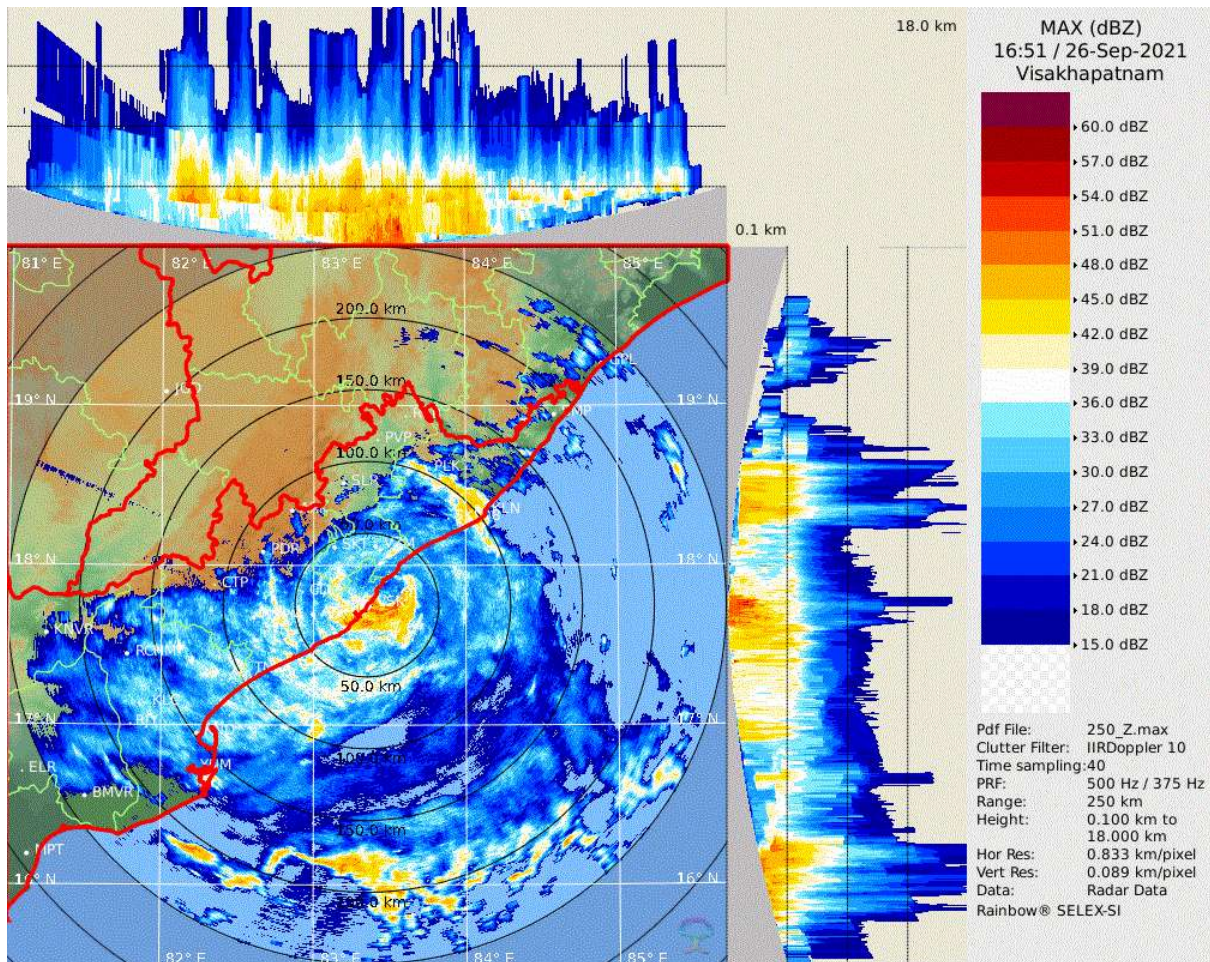 18.0 km
0.1 km
MAX (dBZ)
16:51 / 26-Sep-2021
Visakhapatnam
60.0 dBZ
57.0 dBZ
54.0 dBZ
51.0 dBZ
48.0 dBZ
45.0 dBZ
42.0 dBZ
39.0 dBZ
36.0 dBZ
33.0 dBZ
30.0 dBZ
27.0 dBZ
24.0 dBZ
21.0 dBZ
18.0 dBZ
15.0 dBZ
Pdf File: 250_Z.max
Clutter Filter: IIRDoppler 10
Time sampling:40
PRF: 500 Hz / 375 Hz
Range: 250 km
Height: 0.100 km to
18.000 km
Hor Res: 0.833 km/pixel
Vert Res: 0.089 km/pixel
Data: Radar Data
Rainbow® SELEX-SI
81° E 82° E 83° E 84° E 85° E
200.0 km
150.0 km
19° N
PVP
100.0 km
PLK
18° N 18° N
PDR
CTP
KNVR
50.0 km
17° N 17° N
100.0 km
ELR
BMVR
150.0 km
MPT
16° N 16° N
82° E 83° E 84° E 85° E